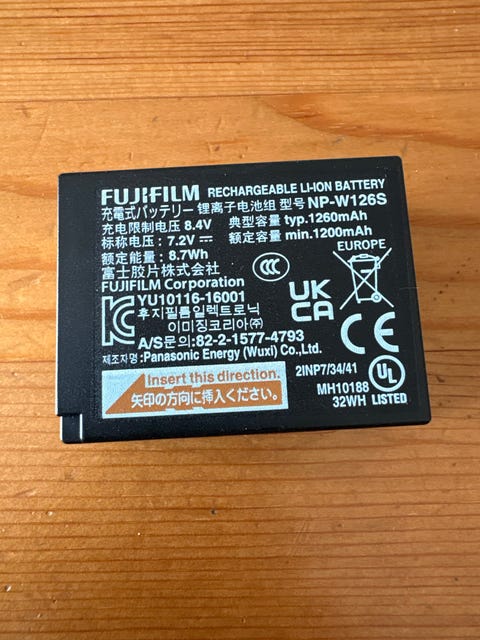 FUJIFILM RECHARGEABLE LI-ION BATTERY
充電式バッテリー 锂离子电池组 型号 NP-W126S
充电限制电压：8.4V 典型容量：typ.1260mAh
标称电压：7.2V ⎓ 额定容量：min.1200mAh
额定能量：8.7Wh EUROPE
富士胶片株式会社
FUJIFILM Corporation
CCC
YU10116-16001
후지필름일렉트로닉
이미징코리아㈜
A/S문의: 82-2-1577-4793
제조자명:Panasonic Energy (Wuxi) Co.,Ltd.
KC
UK
CA
CE
Insert this direction.
矢印の方向に挿入ください。
2INP7/34/41
MH10188
32WH
UL
LISTED